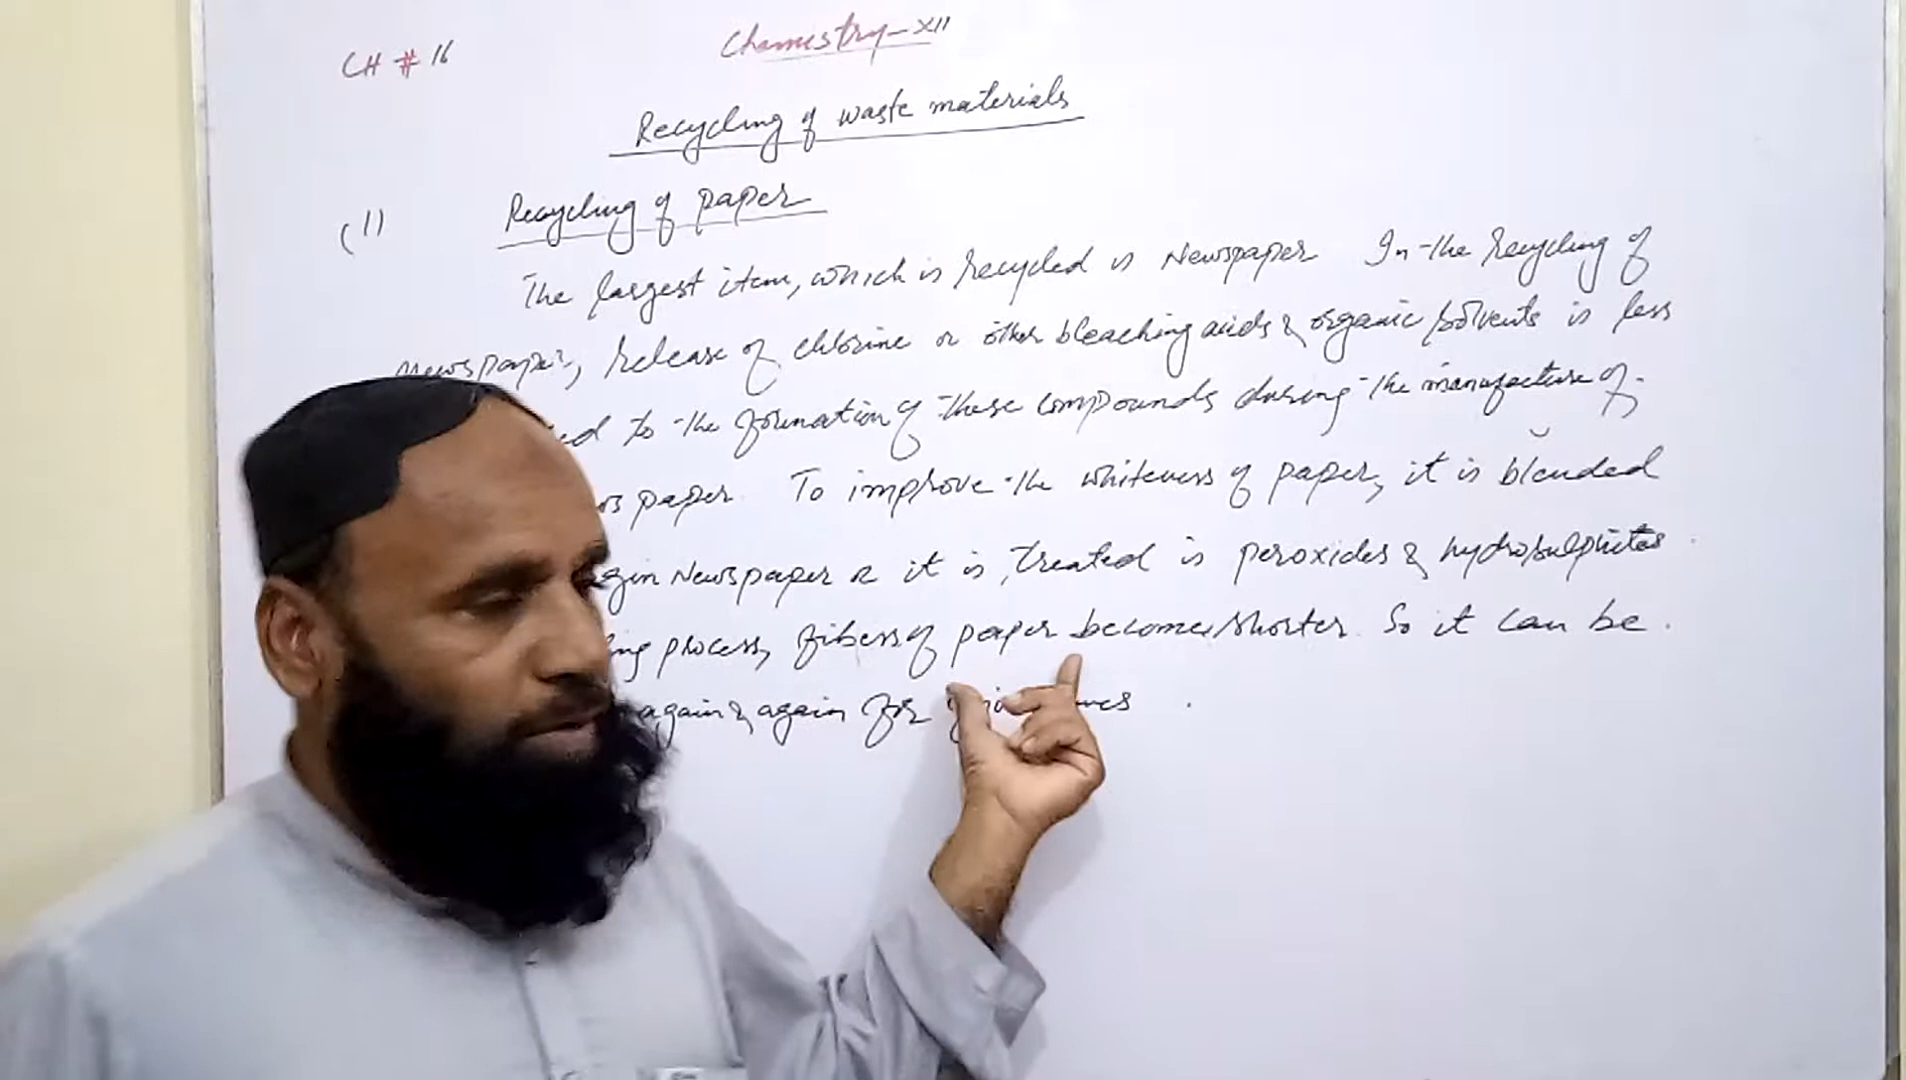 CH # 16
Chemistry-XII
Recycling of waste materials
(1) Recycling of paper
The largest item, which is recycled is Newspaper In the recycling of
Newspaper, release of chlorine or other bleaching acids & organic solvents is less
to the formation of these compounds during the manufacture of
paper. To improve the whiteness of paper, it is blended
Newspaper or it is treated is peroxides & hydrosulphites
process, fibers of paper become shorter. So it can be
again & again for